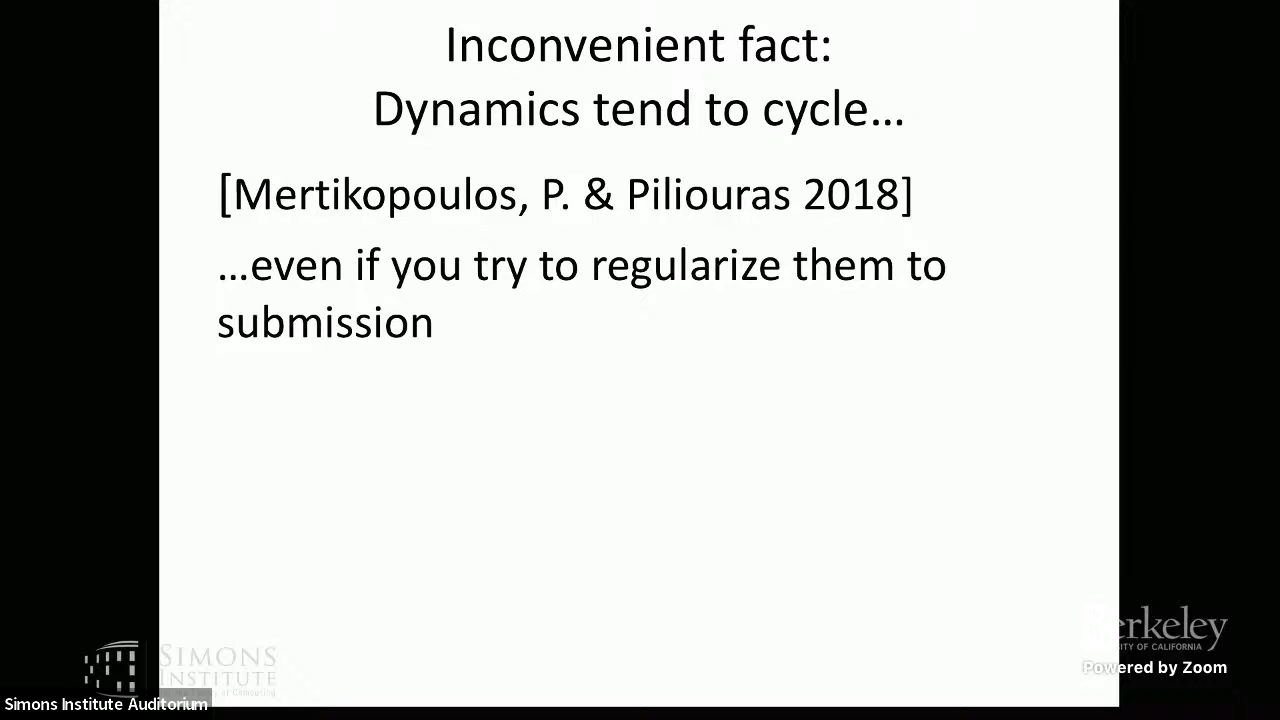 Inconvenient fact:
Dynamics tend to cycle…
[Mertikopoulos, P. & Piliouras 2018]
…even if you try to regularize them to
submission
SIMONS
INSTITUTE
Berkeley
OF CALIFORNIA
Powered by Zoom
Simons Institute Auditorium